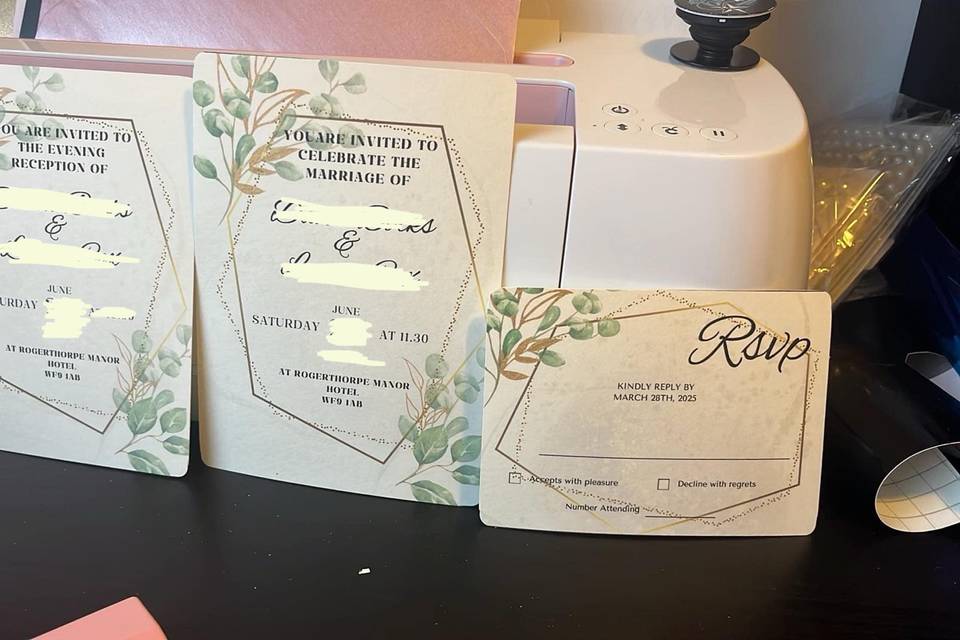 YOU ARE INVITED TO
THE EVENING
RECEPTION OF
&
JUNE
AT ROGERTHORPE MANOR
HOTEL
WF9 1AB
YOU ARE INVITED TO
CELEBRATE THE
MARRIAGE OF
&
JUNE
SATURDAY
AT 11.30
AT ROGERTHORPE MANOR
HOTEL
WF9 1AB
Rsvp
KINDLY REPLY BY
MARCH 28TH, 2025
Accepts with pleasure
Decline with regrets
Number Attending